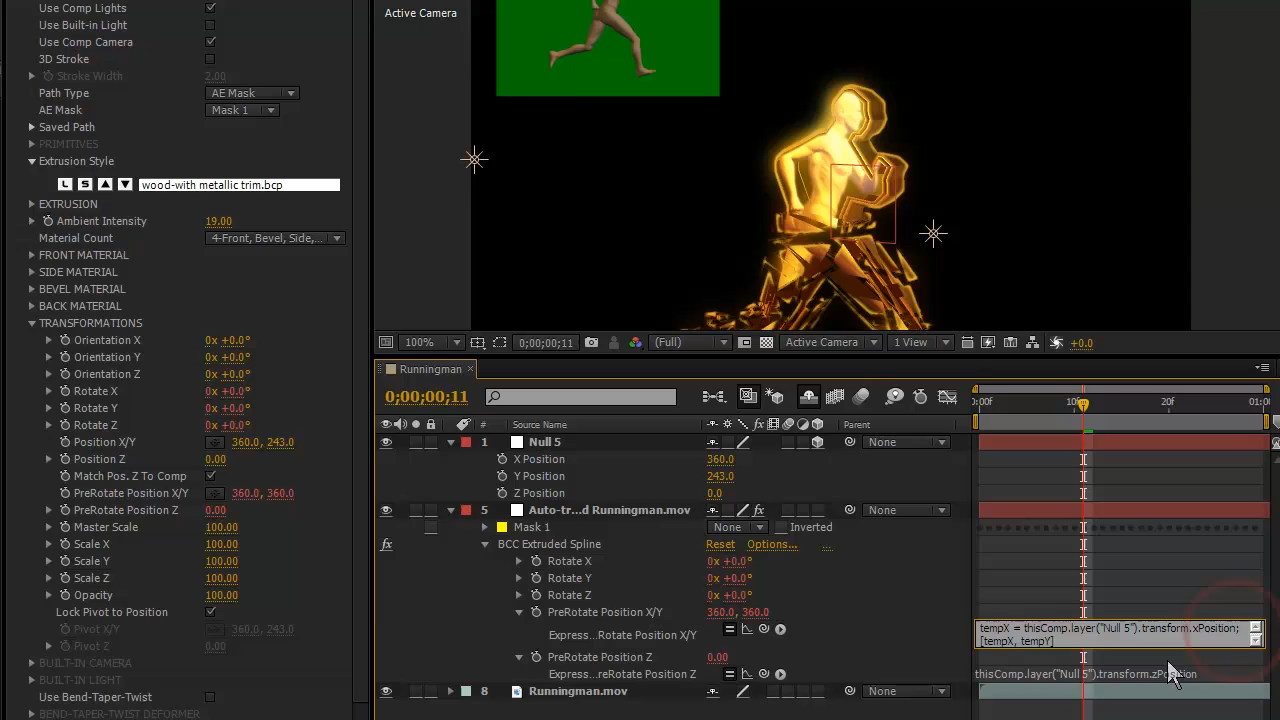 Use Comp Lights
Use Built-in Light
Use Comp Camera
3D Stroke
Stroke Width 2.00
Path Type AE Mask
AE Mask Mask 1
Saved Path
PRIMITIVES
Extrusion Style
L S wood-with metallic trim.bcp
EXTRUSION
Ambient Intensity 19.00
Material Count 4-Front, Bevel, Side,...
FRONT MATERIAL
SIDE MATERIAL
BEVEL MATERIAL
BACK MATERIAL
TRANSFORMATIONS
Orientation X 0x +0.0°
Orientation Y 0x +0.0°
Orientation Z 0x +0.0°
Rotate X 0x +0.0°
Rotate Y 0x +0.0°
Rotate Z 0x +0.0°
Position X/Y 360.0, 243.0
Position Z 0.00
Match Pos. Z To Comp
PreRotate Position X/Y 360.0, 360.0
PreRotate Position Z 0.00
Master Scale 100.00
Scale X 100.00
Scale Y 100.00
Scale Z 100.00
Opacity 100.00
Lock Pivot to Position
Pivot X/Y 360.0, 243.0
Pivot Z 0.0
BUILT-IN CAMERA
BUILT-IN LIGHT
Use Bend-Taper-Twist
BEND-TAPER-TWIST DEFORMER
Active Camera
100% 0;00;00;11 (Full) Active Camera 1 View +0.0
Runningman
0;00;00;11 0:00f 10f 20f 01:0
# Source Name Parent
1 Null 5 None
X Position 360.0
Y Position 243.0
Z Position 0.0
5 Auto-tr...d Runningman.mov fx None
Mask 1 None Inverted
fx BCC Extruded Spline Reset Options... ...
Rotate X 0x +0.0°
Rotate Y 0x +0.0°
Rotate Z 0x +0.0°
PreRotate Position X/Y 360.0, 360.0
Express...Rotate Position X/Y
tempX = thisComp.layer("Null 5").transform.xPosition;
[tempX, tempY]
PreRotate Position Z 0.00
Express...reRotate Position Z thisComp.layer("Null 5").transform.zPosition
8 Runningman.mov None